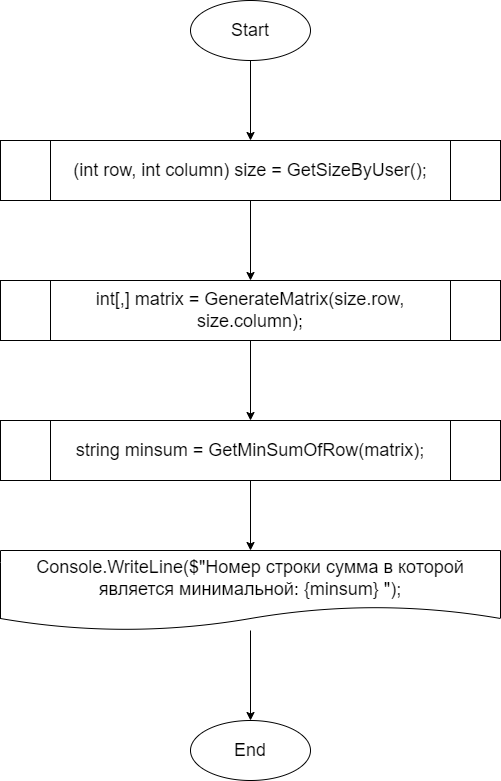 Start
(int row, int column) size = GetSizeByUser();
int[,] matrix = GenerateMatrix(size.row,
size.column);
string minsum = GetMinSumOfRow(matrix);
Console.WriteLine($"Номер строки сумма в которой
является минимальной: {minsum} ");
End